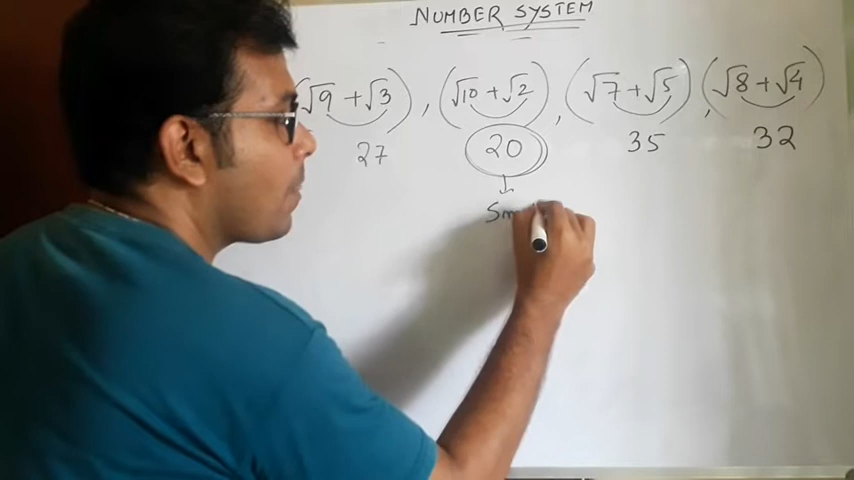 NUMBER SYSTEM
(√9 + √3) , (√10 + √2) , (√7 + √5) , (√8 + √4)
27 20 35 32